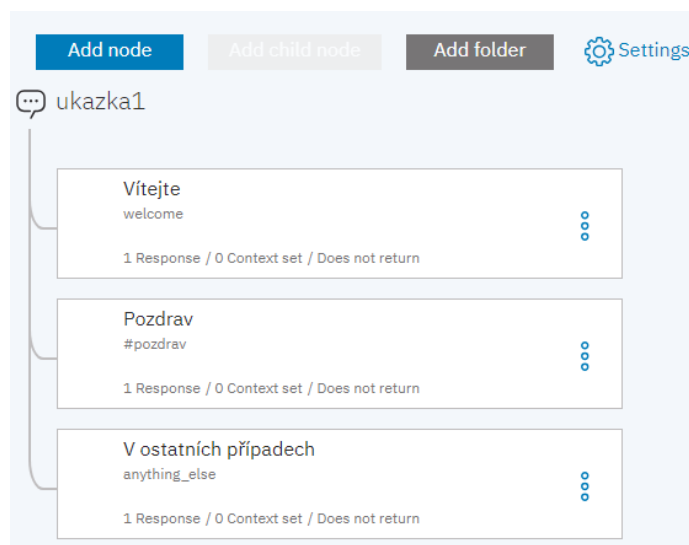 Add node
Add child node
Add folder
Settings
ukazka1
Vítejte
welcome
1 Response / 0 Context set / Does not return
Pozdrav
#pozdrav
1 Response / 0 Context set / Does not return
V ostatních případech
anything_else
1 Response / 0 Context set / Does not return